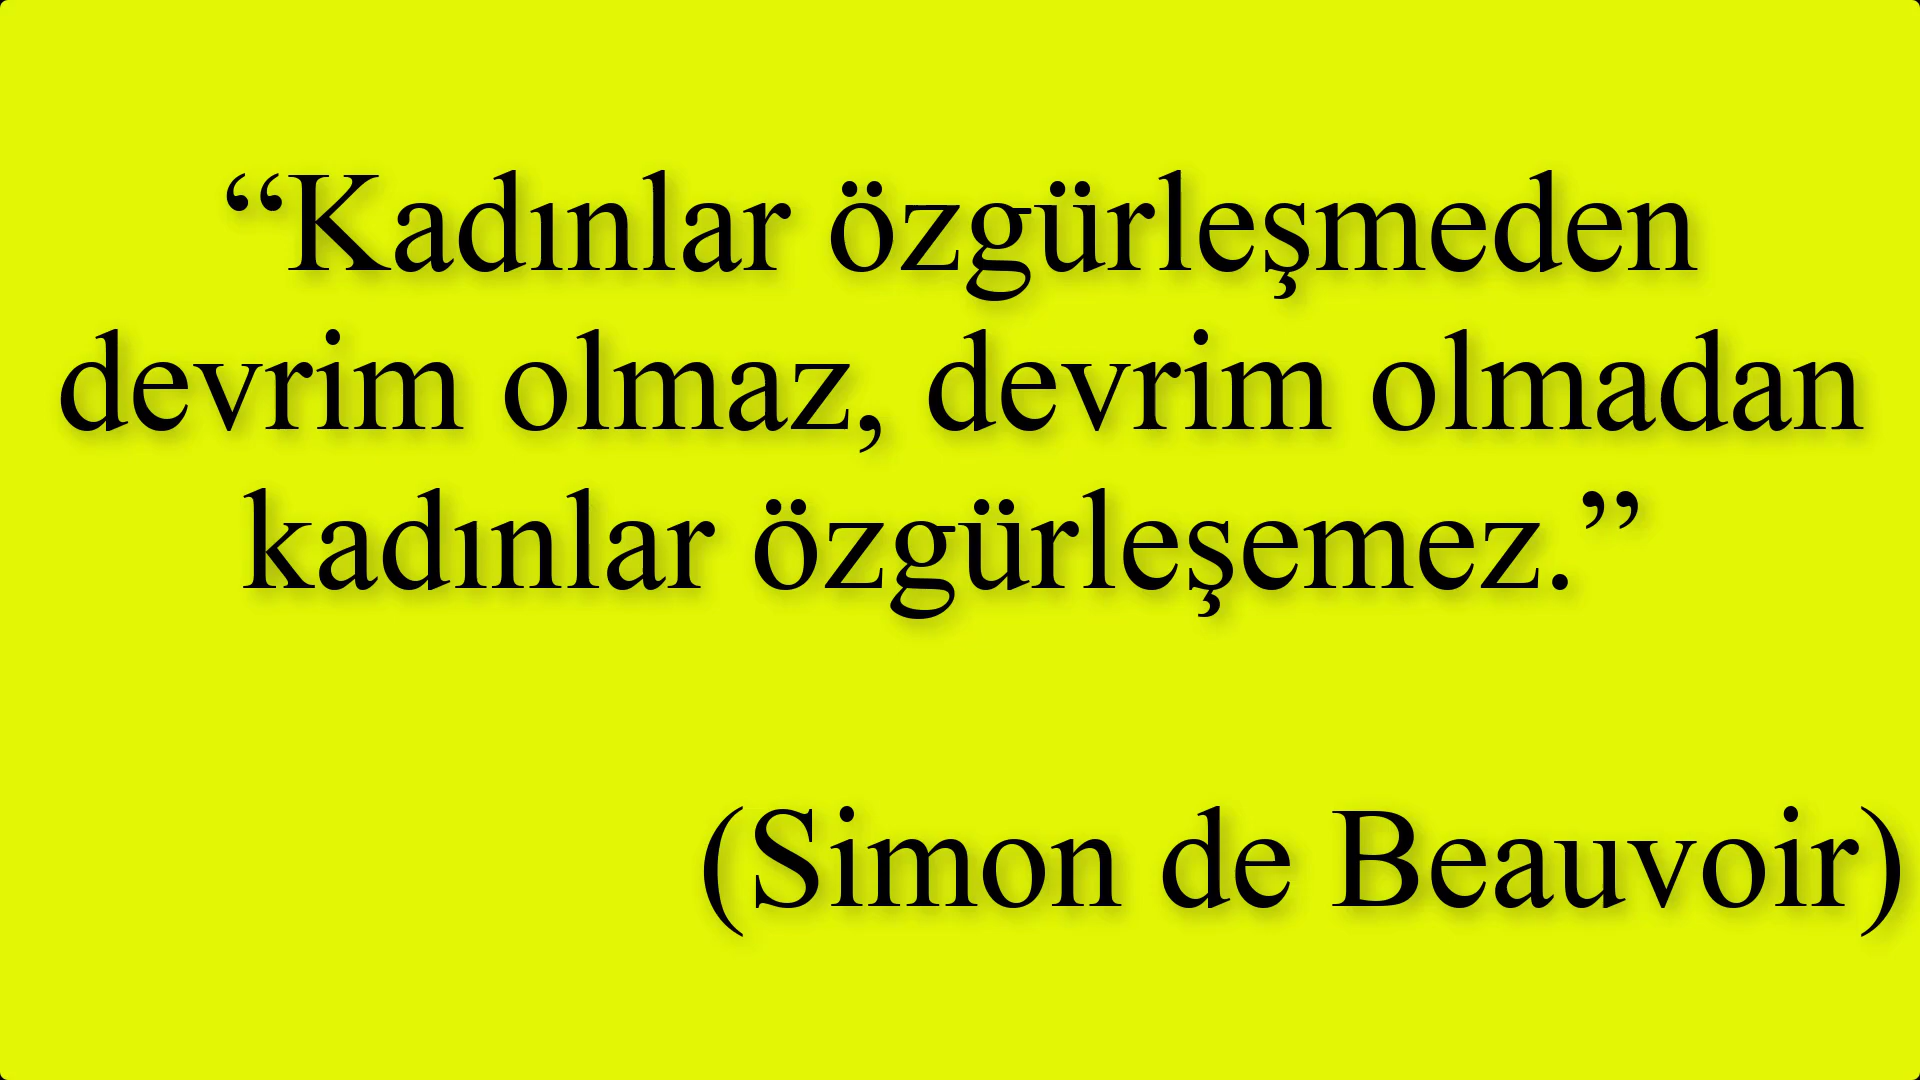 “Kadınlar özgürleşmeden
devrim olmaz, devrim olmadan
kadınlar özgürleşemez.”
(Simon de Beauvoir)